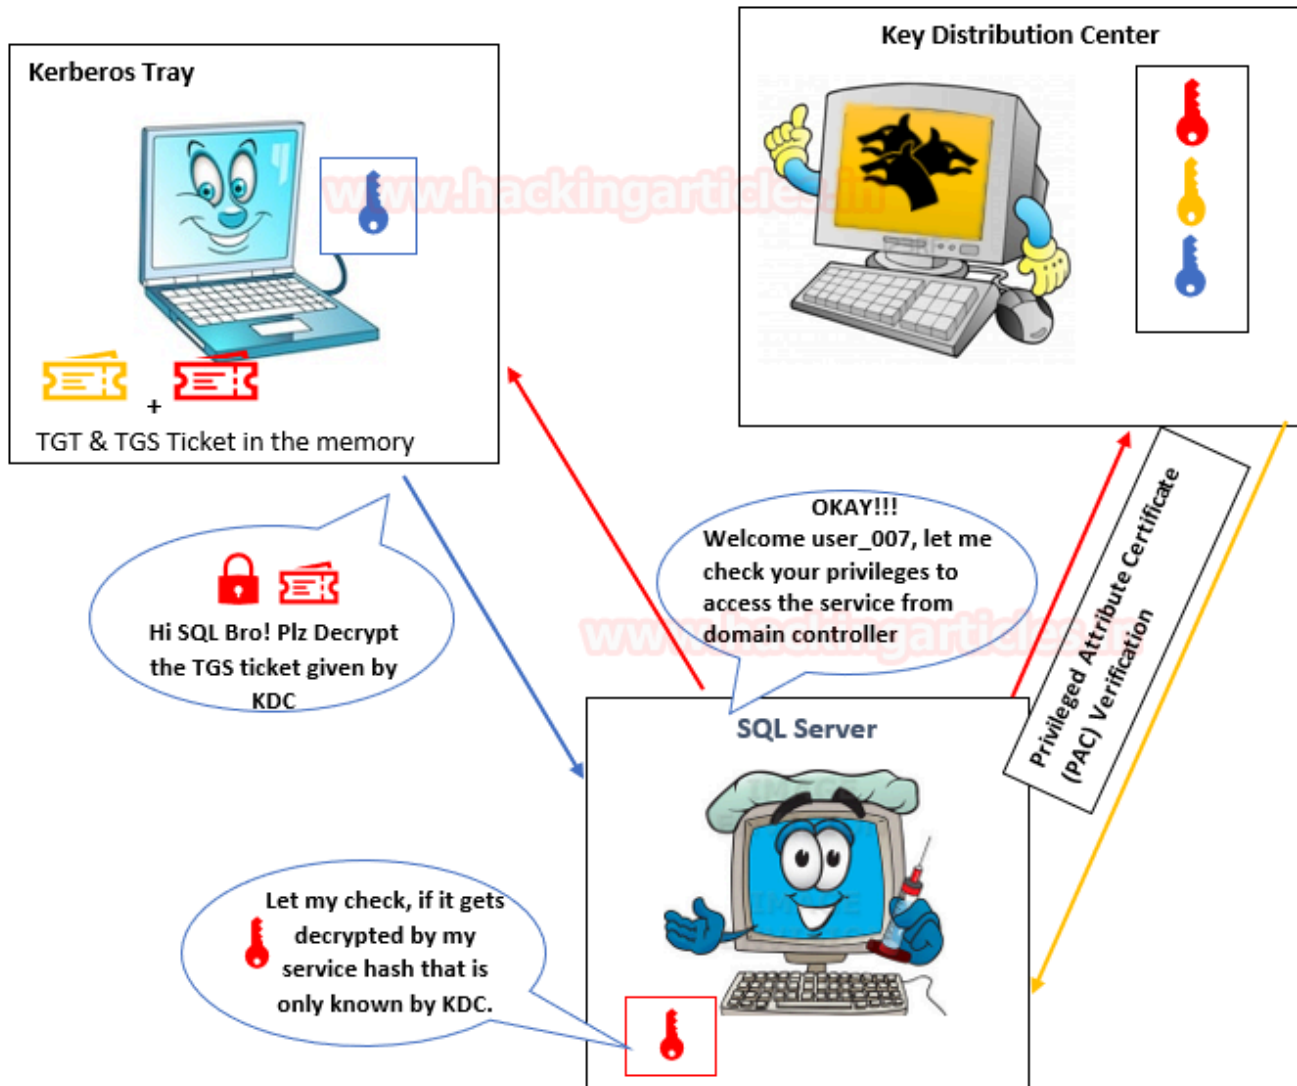 Key Distribution Center
Kerberos Tray
www.hackingarticles.in
+
TGT & TGS Ticket in the memory
Hi SQL Bro! Plz Decrypt
the TGS ticket given by
KDC
OKAY!!!
Welcome user_007, let me
check your privileges to
access the service from
domain controller
www.hackingarticles.in
Privileged Attribute Certificate
(PAC) Verification
SQL Server
Let my check, if it gets
decrypted by my
service hash that is
only known by KDC.